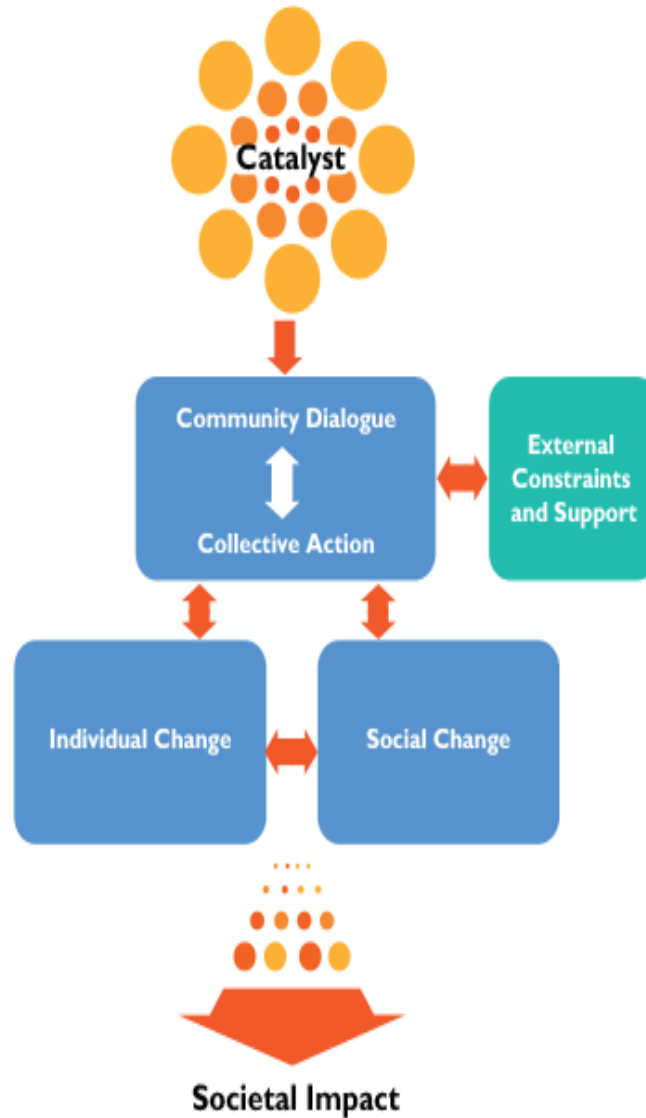 Catalyst
Community Dialogue
Collective Action
External
Constraints
and Support
Individual Change
Social Change
Societal Impact